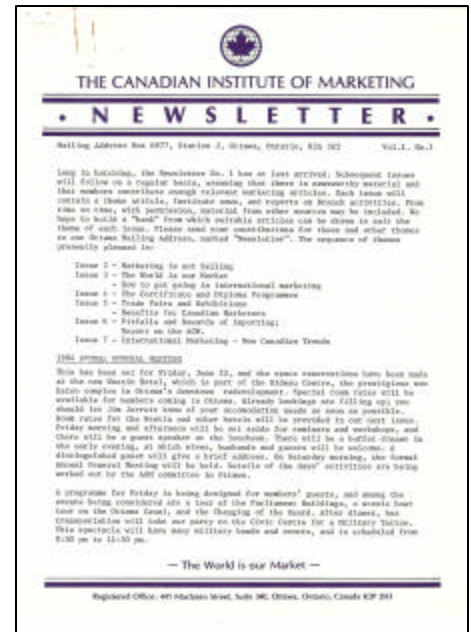 THE CANADIAN INSTITUTE OF MARKETING
• NEWSLETTER •
Mailing Address Box 6077, Station J, Ottawa, Ontario, Vol.1. No.1
Long in hatching, the Newsletter No. 1 has at last arrived. Subsequent issues
will follow on a regular basis, assuming that there is newsworthy material and
that members contribute enough relevant marketing articles. Each issue will
contain a theme article, Institute news, and reports on Branch activities. From
time to time, with permission, material from other sources may be included. We
hope to build a "bank" from which suitable articles can be drawn to suit the
theme of each issue. Please send your contributions for these and other themes
to our Ottawa Mailing Address, marked "Newsletter". The sequence of themes
presently planned is:
Issue 2 - Marketing is not Selling
Issue 3 - The World is our Market
- How to get going in international marketing
Issue 4 - The Certificate and Diploma Programmes
Issue 5 - Trade Fairs and Exhibitions
- Benefits for Canadian Marketers
Issue 6 - Pitfalls and Rewards of Importing;
Report on the AGM.
Issue 7 - International Marketing - New Canadian Trends
1984 ANNUAL GENERAL MEETING
This has been set for Friday, June 22, and the space reservations have been made
at the new Westin Hotel, which is part of the Rideau Centre, the prestigious new
Eaton complex in Ottawa's downtown redevelopment. Special room rates will be
available for members coming to Ottawa. Already bookings are filling up; you
should let Jim Jarrett know of your accomodation needs as soon as possible.
Room rates for the Westin and other hotels will be provided in our next issue.
Friday morning and afternoon will be set aside for seminars and workshops, and
there will be a guest speaker at the luncheon. There will be a buffet-dinner in
the early evening, at which wives, husbands and guests will be welcome. A
distinguished guest will give a brief address. On Saturday morning, the formal
Annual General Meeting will be held. Details of the days' activities are being
worked out by the AGM committee in Ottawa.
A programme for Friday is being designed for members' guests, and among the
events being considered are a tour of the Parliament Buildings, a scenic boat
tour on the Ottawa Canal, and the Changing of the Guard. After dinner, bus
transportation will take our party to the Civic Centre for a Military Tattoo.
This spectacle will have many military bands and events, and is scheduled from
8:30 pm to 11:30 pm.
— The World is our Market —
Registered Office: 441 Maclaren Street, Suite 340, Ottawa, Ontario, Canada K2P 2H3